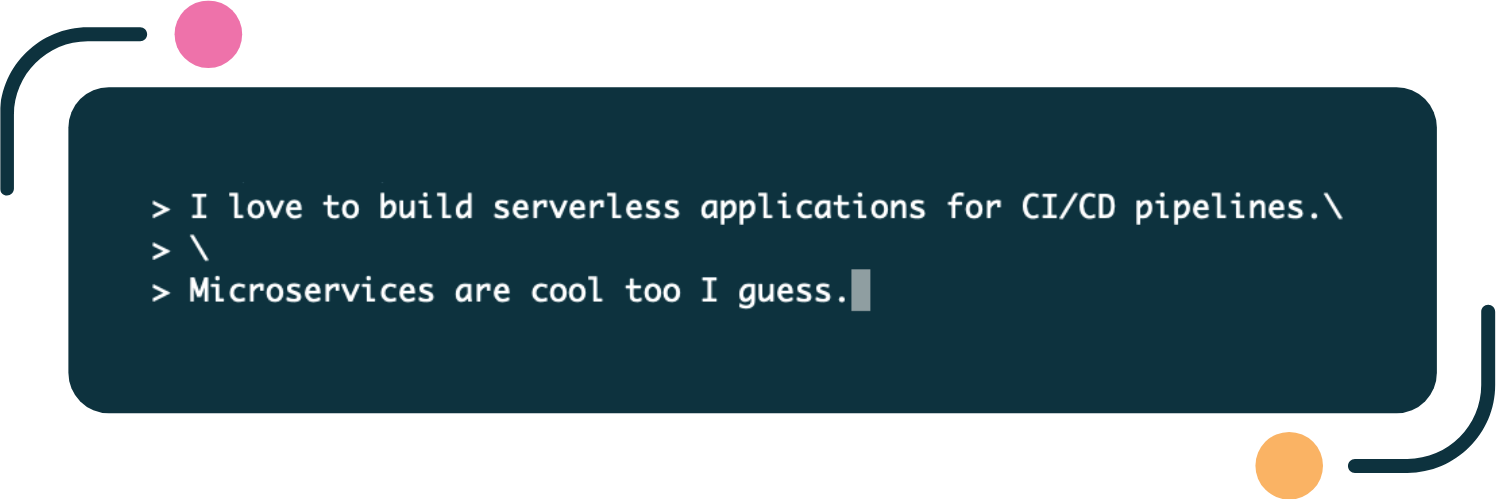 > I love to build serverless applications for CI/CD pipelines.\
> \
> Microservices are cool too I guess.